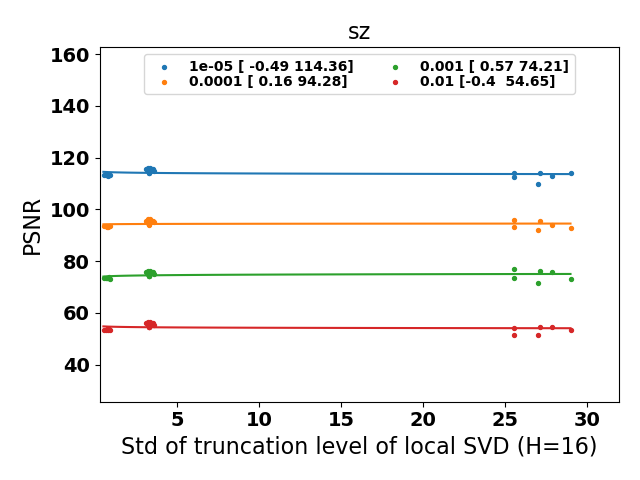 sz
1e-05 [ -0.49 114.36]
0.0001 [ 0.16 94.28]
0.001 [ 0.57 74.21]
0.01 [-0.4  54.65]
160
140
120
100
80
60
40
PSNR
5 10 15 20 25 30
Std of truncation level of local SVD (H=16)